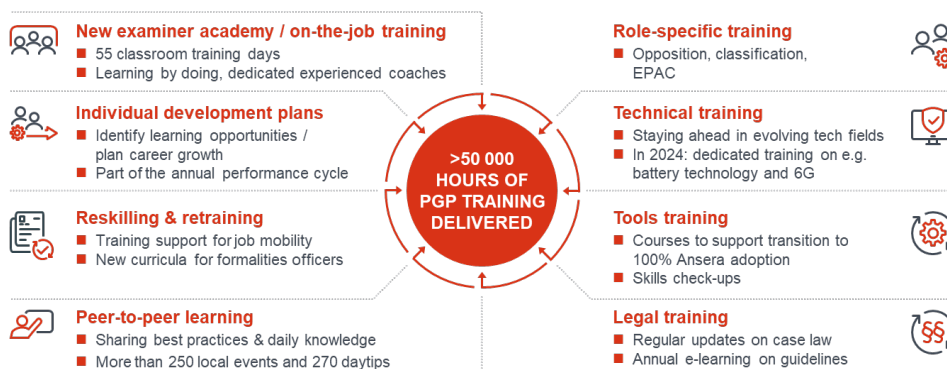 New examiner academy / on-the-job training
■ 55 classroom training days
■ Learning by doing, dedicated experienced coaches
Individual development plans
■ Identify learning opportunities /
plan career growth
■ Part of the annual performance cycle
Reskilling & retraining
■ Training support for job mobility
■ New curricula for formalities officers
Peer-to-peer learning
■ Sharing best practices & daily knowledge
■ More than 250 local events and 270 daytips
>50 000
HOURS OF
PGP TRAINING
DELIVERED
Role-specific training
■ Opposition, classification,
EPAC
Technical training
■ Staying ahead in evolving tech fields
■ In 2024: dedicated training on e.g.
battery technology and 6G
Tools training
■ Courses to support transition to
100% Ansera adoption
■ Skills check-ups
Legal training
■ Regular updates on case law
■ Annual e-learning on guidelines
§§